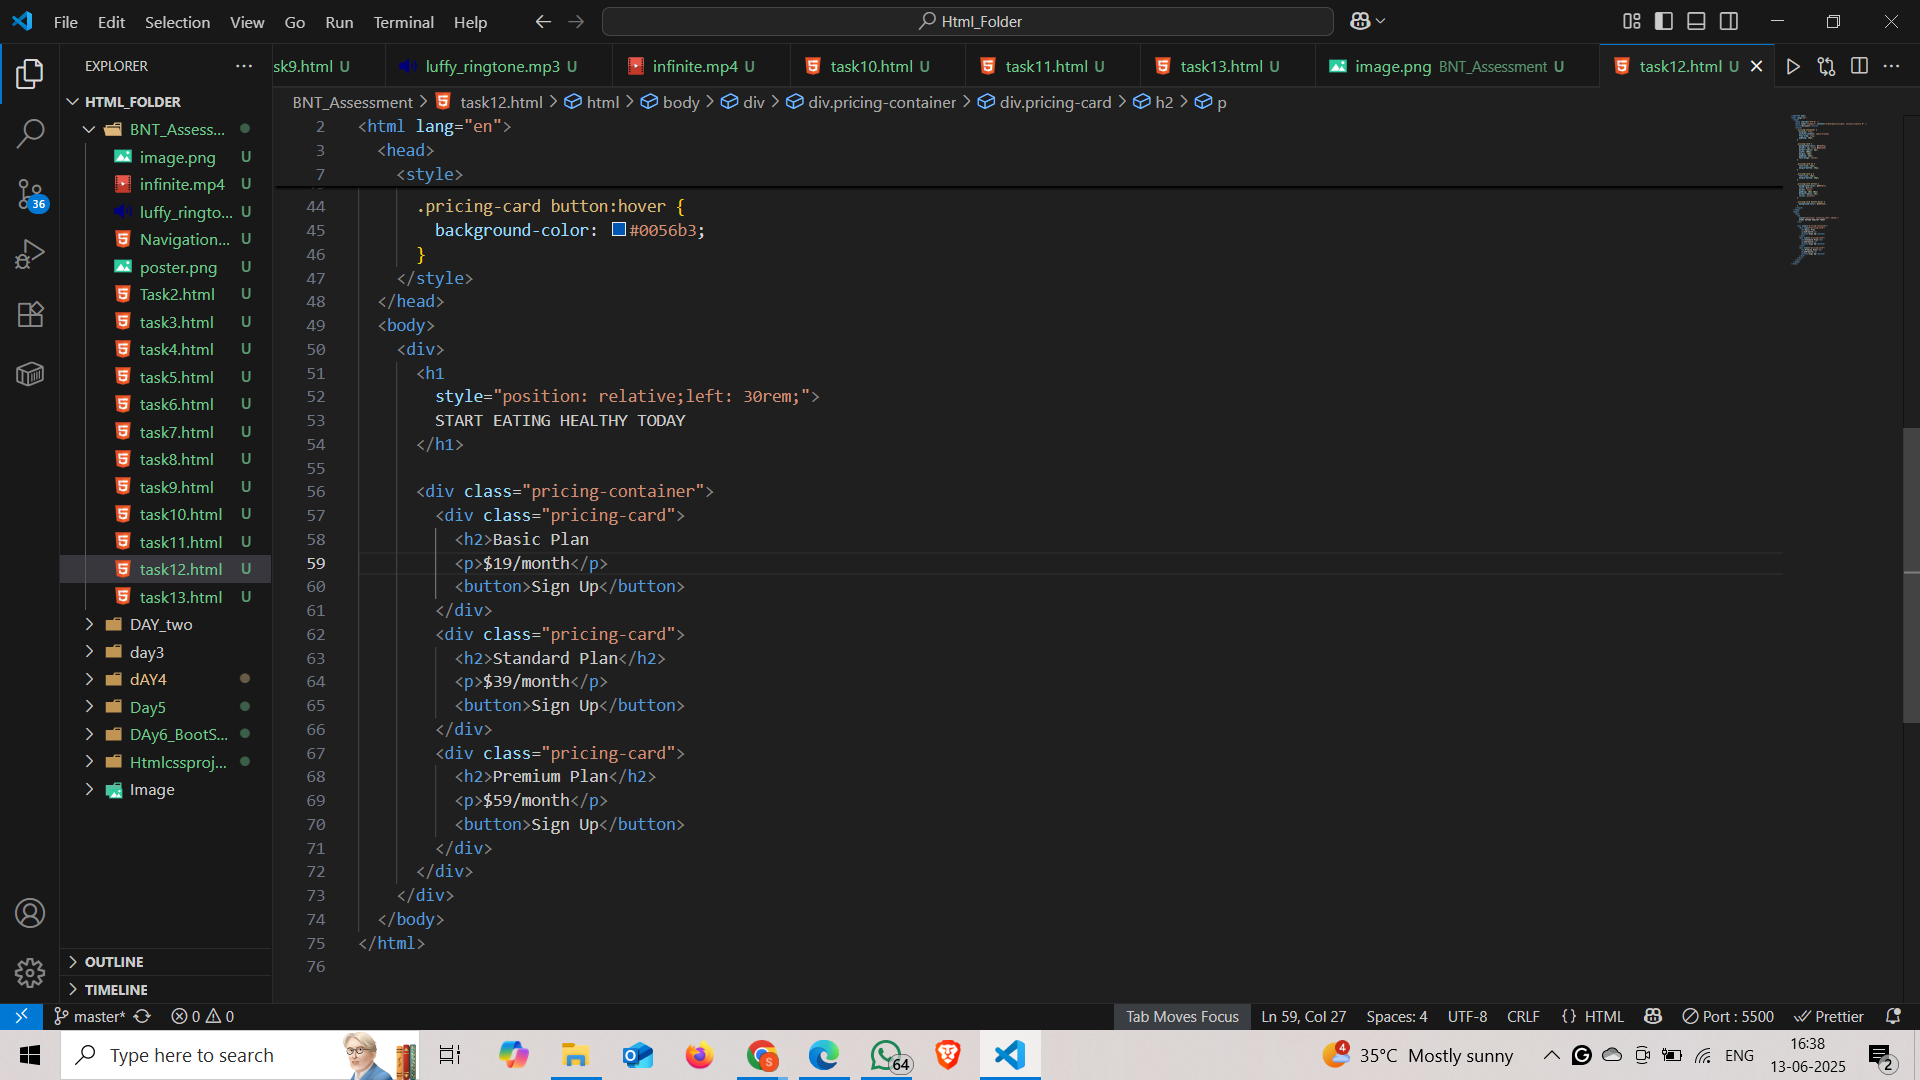 File Edit Selection View Go Run Terminal Help
Html_Folder
EXPLORER
HTML_FOLDER
BNT_Assess...
image.png U
infinite.mp4 U
luffy_ringto... U
Navigation... U
poster.png U
Task2.html U
task3.html U
task4.html U
task5.html U
task6.html U
task7.html U
task8.html U
task9.html U
task10.html U
task11.html U
task12.html U
task13.html U
DAY_two
day3
dAY4
Day5
DAy6_BootS...
Htmlcssproj...
Image
OUTLINE
TIMELINE
36
sk9.html U luffy_ringtone.mp3 U infinite.mp4 U task10.html U task11.html U task13.html U image.png BNT_Assessment U task12.html U
BNT_Assessment > task12.html > html > body > div > div.pricing-container > div.pricing-card > h2 > p
2 <html lang="en">
3 <head>
7 <style>
44 .pricing-card button:hover {
45 background-color: #0056b3;
46 }
47 </style>
48 </head>
49 <body>
50 <div>
51 <h1
52 style="position: relative;left: 30rem;">
53 START EATING HEALTHY TODAY
54 </h1>
55
56 <div class="pricing-container">
57 <div class="pricing-card">
58 <h2>Basic Plan
59 <p>$19/month</p>
60 <button>Sign Up</button>
61 </div>
62 <div class="pricing-card">
63 <h2>Standard Plan</h2>
64 <p>$39/month</p>
65 <button>Sign Up</button>
66 </div>
67 <div class="pricing-card">
68 <h2>Premium Plan</h2>
69 <p>$59/month</p>
70 <button>Sign Up</button>
71 </div>
72 </div>
73 </div>
74 </body>
75 </html>
76
master* 0 0 Tab Moves Focus Ln 59, Col 27 Spaces: 4 UTF-8 CRLF {} HTML Port : 5500 Prettier
Type here to search 64 4 35°C Mostly sunny ENG 16:38
13-06-2025 2